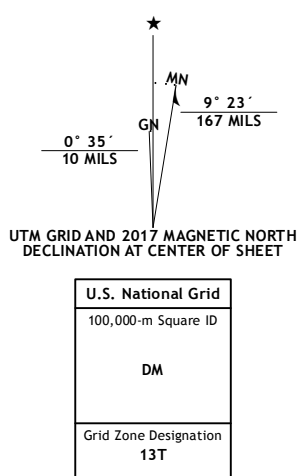 ★
MN
9° 23´
167 MILS
GN
0° 35´
10 MILS
UTM GRID AND 2017 MAGNETIC NORTH
DECLINATION AT CENTER OF SHEET
U.S. National Grid
100,000-m Square ID
DM
Grid Zone Designation
13T